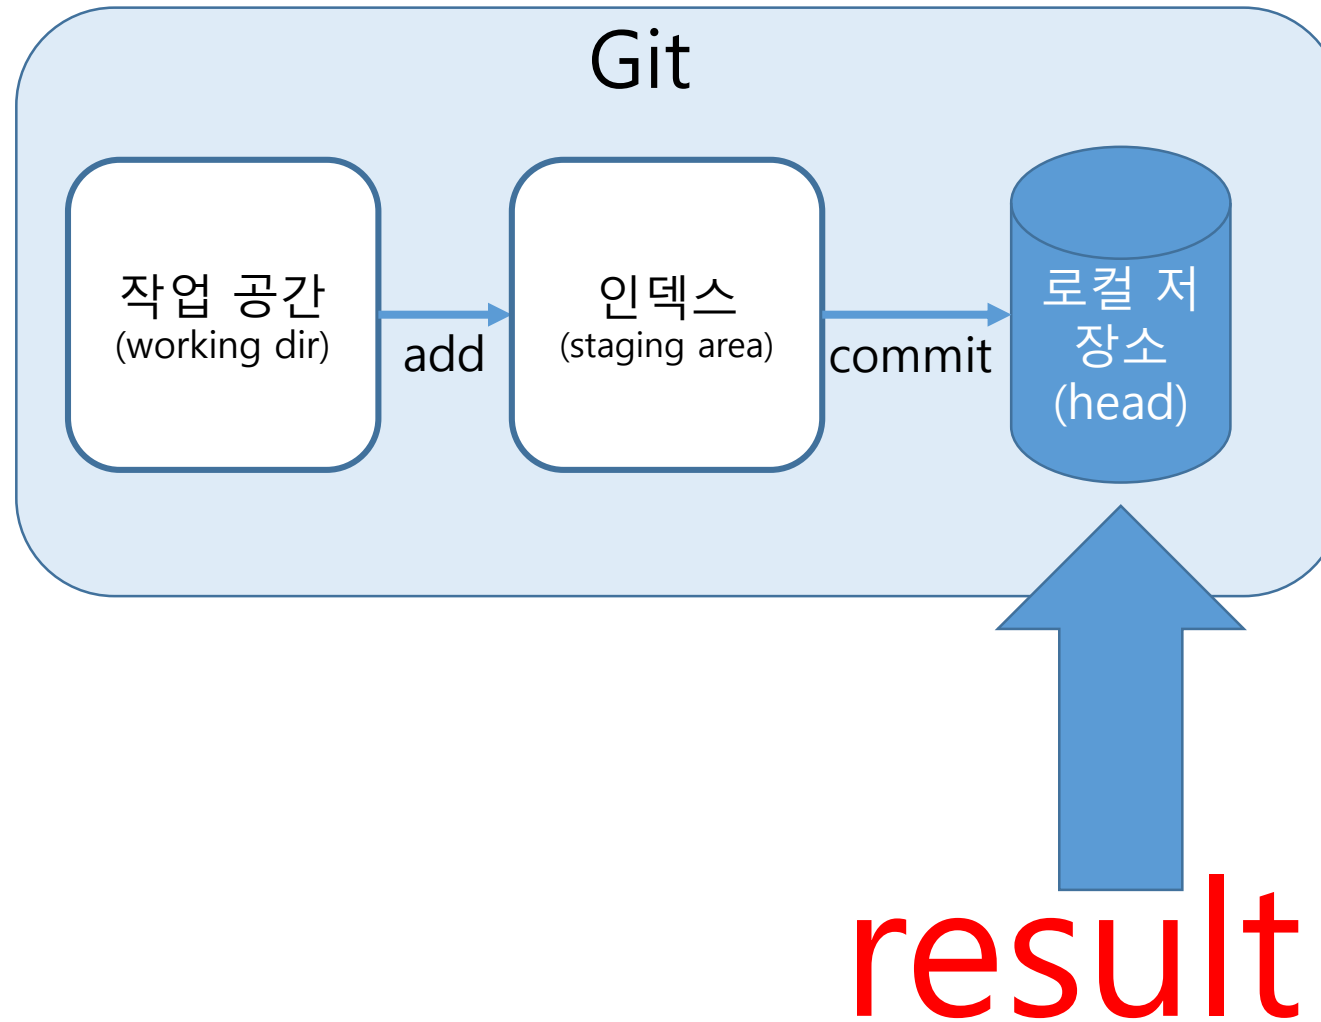 Git
작업 공간
(working dir)
add
인덱스
(staging area)
commit
로컬 저
장소
(head)
result